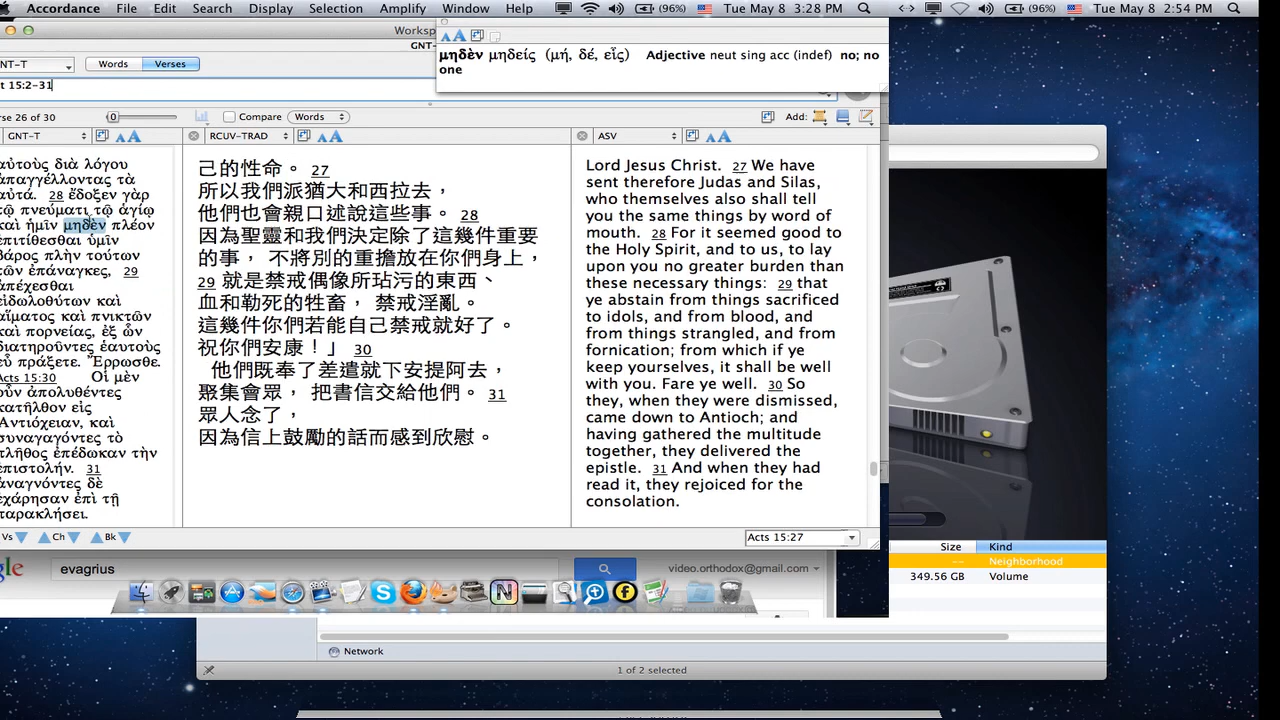 Accordance File Edit Search Display Selection Amplify Window Help (96%) Tue May 8 3:28 PM (96%) Tue May 8 2:54 PM
Worksp
GNT-
μηδὲν μηδείς (μή, δέ, εἷς) Adjective neut sing acc (indef) no; no
one
NT-T Words Verses
t 15:2-31
rse 26 of 30 0 Compare Words Add:
GNT-T RCUV-TRAD ASV
αὐτοὺς διὰ λόγου
ἀπαγγέλλοντας τὰ
αὐτά. 28 ἔδοξεν γὰρ
τῷ πνεύματι τῷ ἁγίῳ
καὶ ἡμῖν μηδὲν πλέον
ἐπιτίθεσθαι ὑμῖν
βάρος πλὴν τούτων
τῶν ἐπάναγκες, 29
ἀπέχεσθαι
εἰδωλοθύτων καὶ
αἵματος καὶ πνικτῶν
καὶ πορνείας, ἐξ ὧν
διατηροῦντες ἑαυτοὺς
εὖ πράξετε. Ἔρρωσθε.
Acts 15:30 Οἱ μὲν
οὖν ἀπολυθέντες
κατῆλθον εἰς
Ἀντιόχειαν, καὶ
συναγαγόντες τὸ
πλῆθος ἐπέδωκαν τὴν
ἐπιστολήν. 31
ἀναγνόντες δὲ
ἐχάρησαν ἐπὶ τῇ
παρακλήσει.
己的性命。 27
所以我們派猶大和西拉去，
他們也會親口述說這些事。 28
因為聖靈和我們決定除了這幾件重要
的事， 不將別的重擔放在你們身上，
29 就是禁戒偶像所玷污的東西、
血和勒死的牲畜， 禁戒淫亂。
這幾件你們若能自己禁戒就好了。
祝你們安康！」 30
他們既奉了差遣就下安提阿去，
聚集會眾， 把書信交給他們。 31
眾人念了，
因為信上鼓勵的話而感到欣慰。
Lord Jesus Christ. 27 We have
sent therefore Judas and Silas,
who themselves also shall tell
you the same things by word of
mouth. 28 For it seemed good to
the Holy Spirit, and to us, to lay
upon you no greater burden than
these necessary things: 29 that
ye abstain from things sacrificed
to idols, and from blood, and
from things strangled, and from
fornication; from which if ye
keep yourselves, it shall be well
with you. Fare ye well. 30 So
they, when they were dismissed,
came down to Antioch; and
having gathered the multitude
together, they delivered the
epistle. 31 And when they had
read it, they rejoiced for the
consolation.
Vs Ch Bk Acts 15:27
Size Kind
-- Neighborhood
349.56 GB Volume
gle evagrius video.orthodox@gmail.com
Network
1 of 2 selected